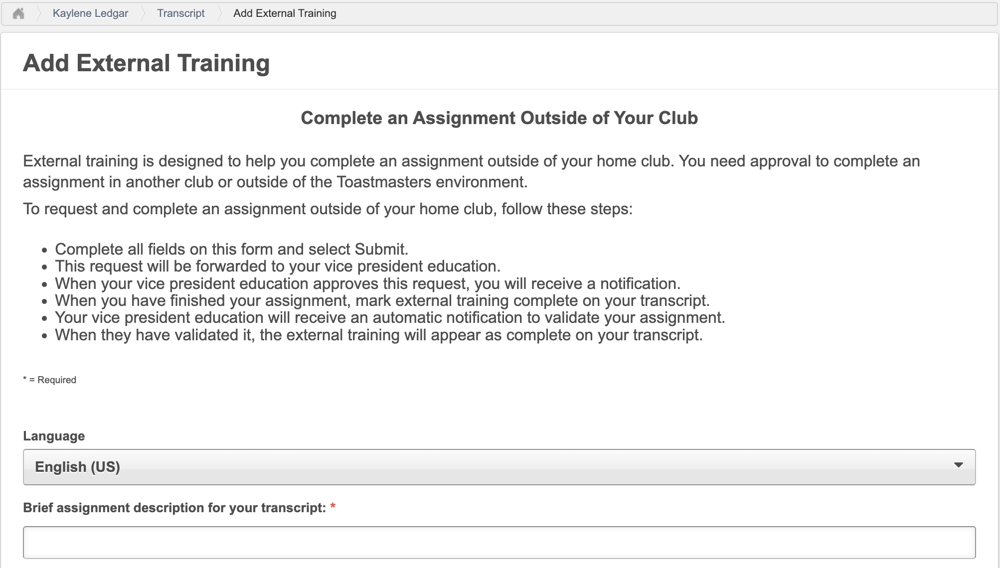 Kaylene Ledgar Transcript Add External Training
Add External Training
Complete an Assignment Outside of Your Club
External training is designed to help you complete an assignment outside of your home club. You need approval to complete an
assignment in another club or outside of the Toastmasters environment.
To request and complete an assignment outside of your home club, follow these steps:
• Complete all fields on this form and select Submit.
• This request will be forwarded to your vice president education.
• When your vice president education approves this request, you will receive a notification.
• When you have finished your assignment, mark external training complete on your transcript.
• Your vice president education will receive an automatic notification to validate your assignment.
• When they have validated it, the external training will appear as complete on your transcript.
* = Required
Language
English (US)
Brief assignment description for your transcript: *